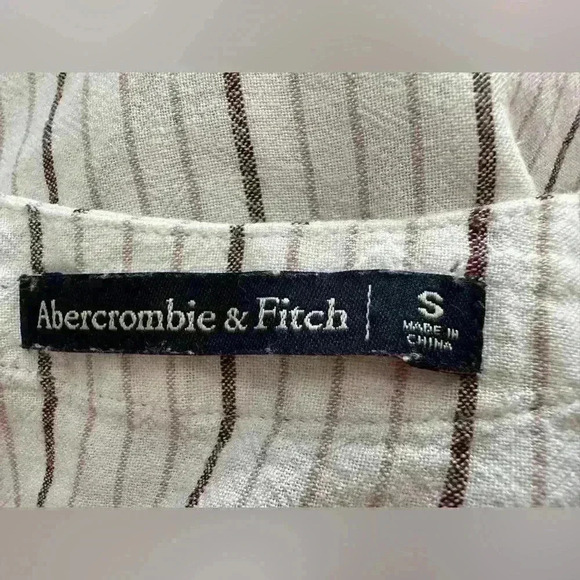 Abercrombie & Fitch | S
MADE IN
CHINA